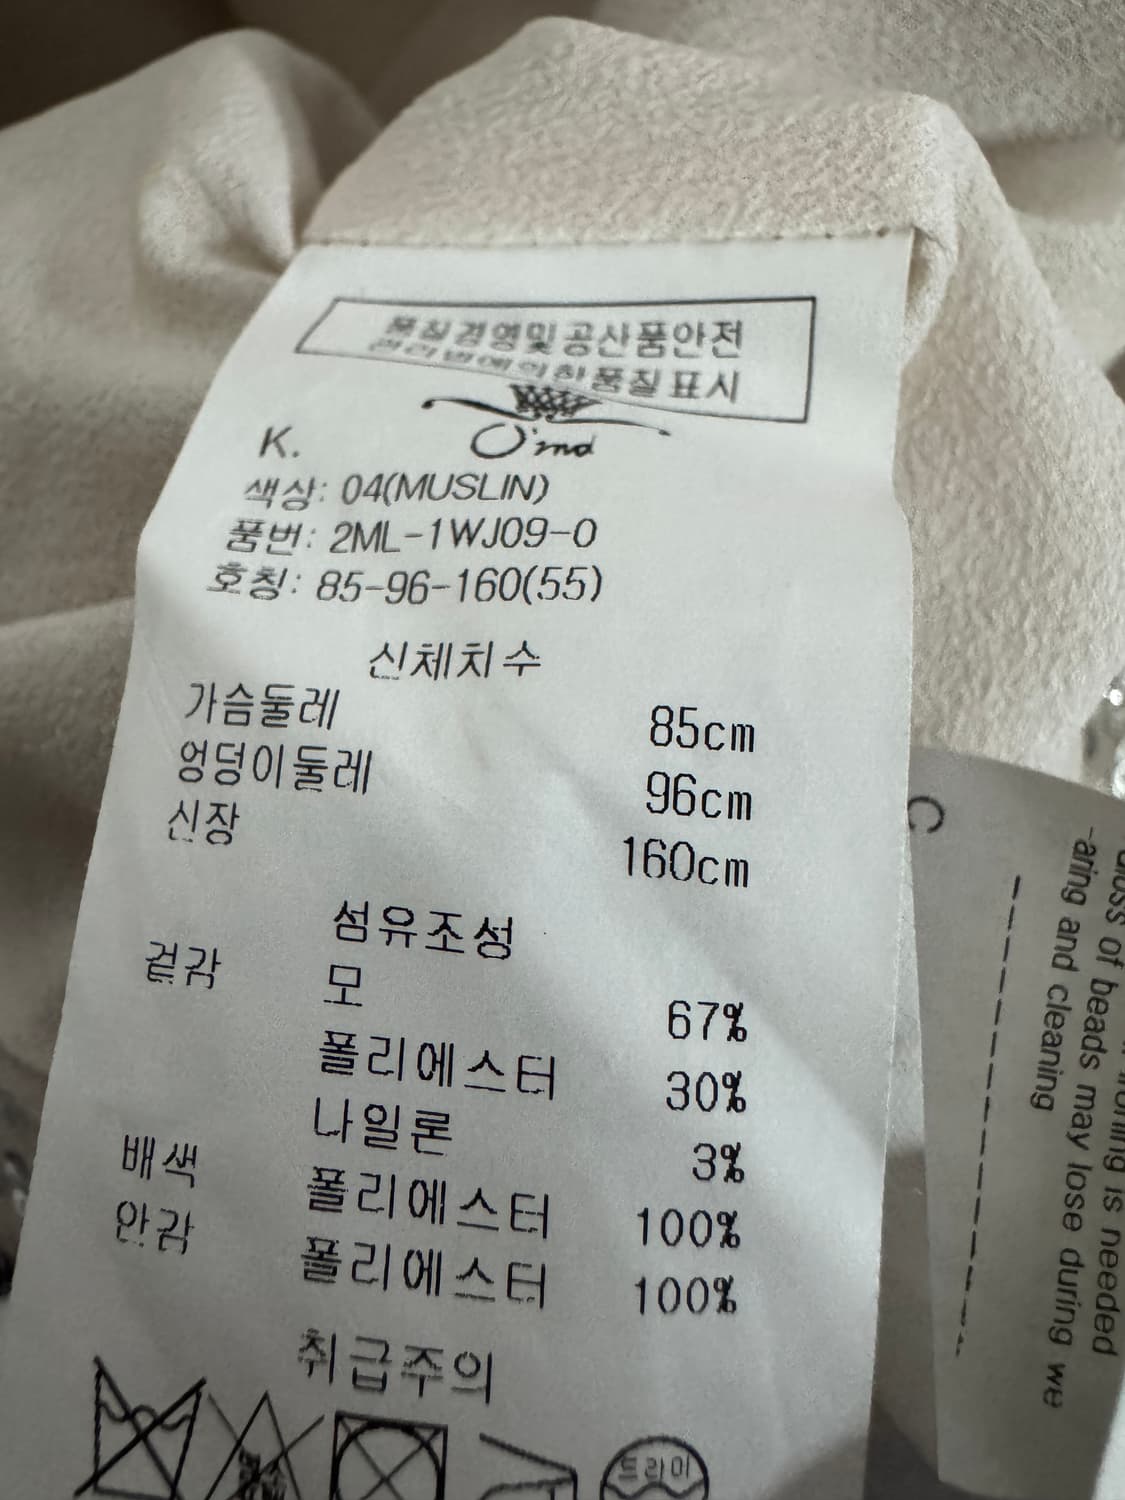 품질경영및공산품안전
관리법에의한품질표시
O'2nd
K.
색상: 04(MUSLIN)
품번: 2ML-1WJ09-0
호칭: 85-96-160(55)
신체치수
가슴둘레 85cm
엉덩이둘레 96cm
신장 160cm
섬유조성
겉감 모 67%
폴리에스터 30%
나일론 3%
배색 폴리에스터 100%
안감 폴리에스터 100%
취급주의
드라이
C
of beads may lose during we
-aring and cleaning
is needed